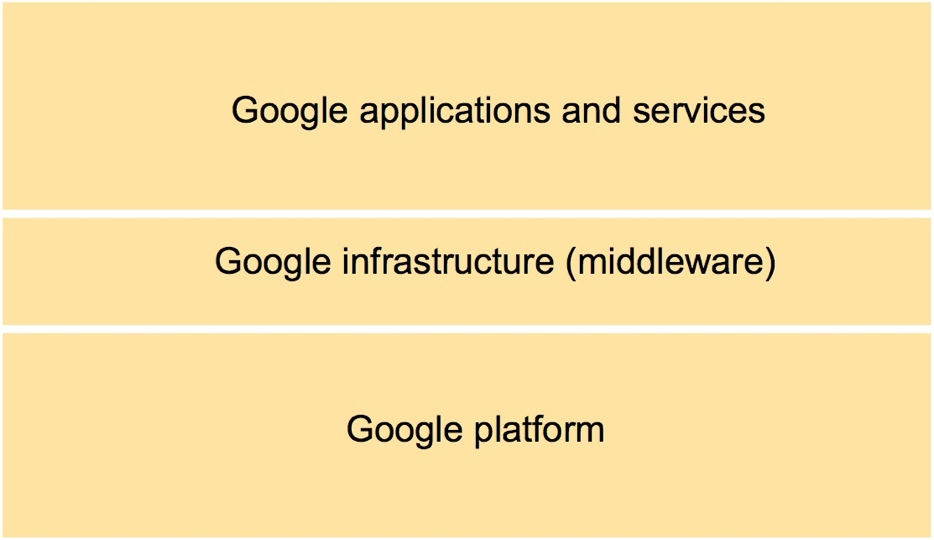 Google applications and services
Google infrastructure (middleware)
Google platform